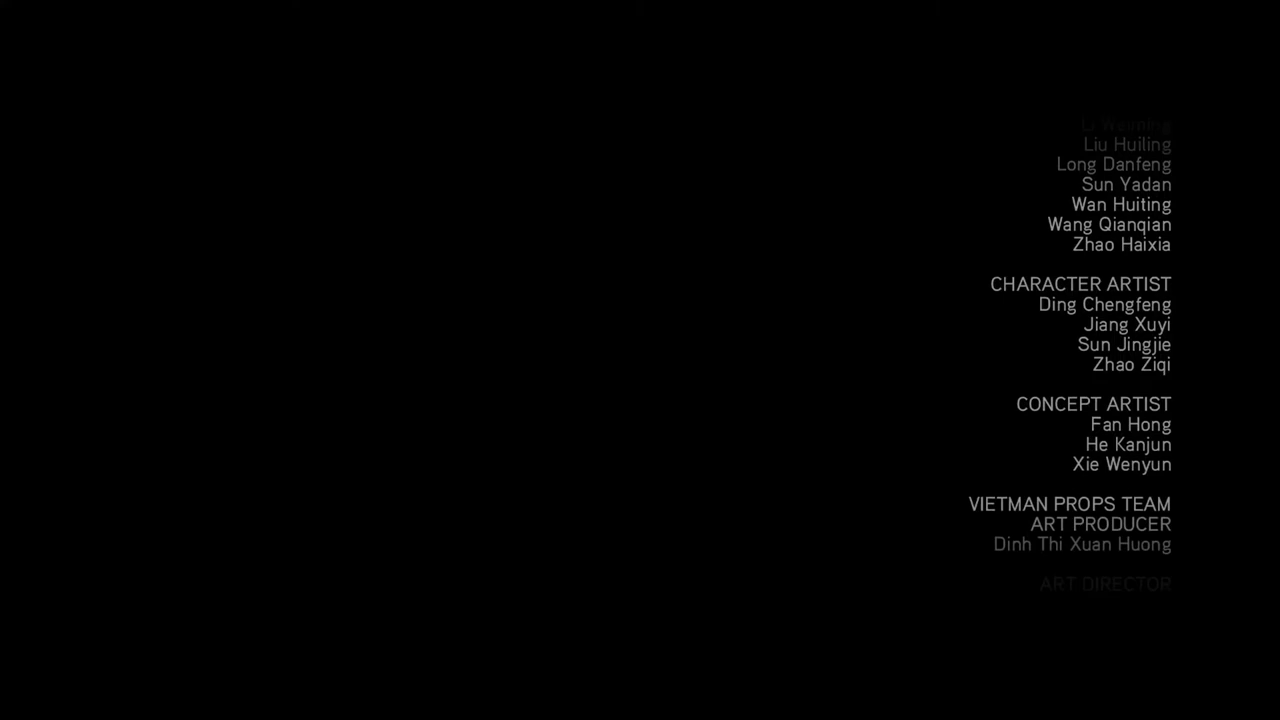 Liu Huiling
Long Danfeng
Sun Yadan
Wan Huiting
Wang Qianqian
Zhao Haixia
CHARACTER ARTIST
Ding Chengfeng
Jiang Xuyi
Sun Jingjie
Zhao Ziqi
CONCEPT ARTIST
Fan Hong
He Kanjun
Xie Wenyun
VIETMAN PROPS TEAM
ART PRODUCER
Dinh Thi Xuan Huong
ART DIRECTOR